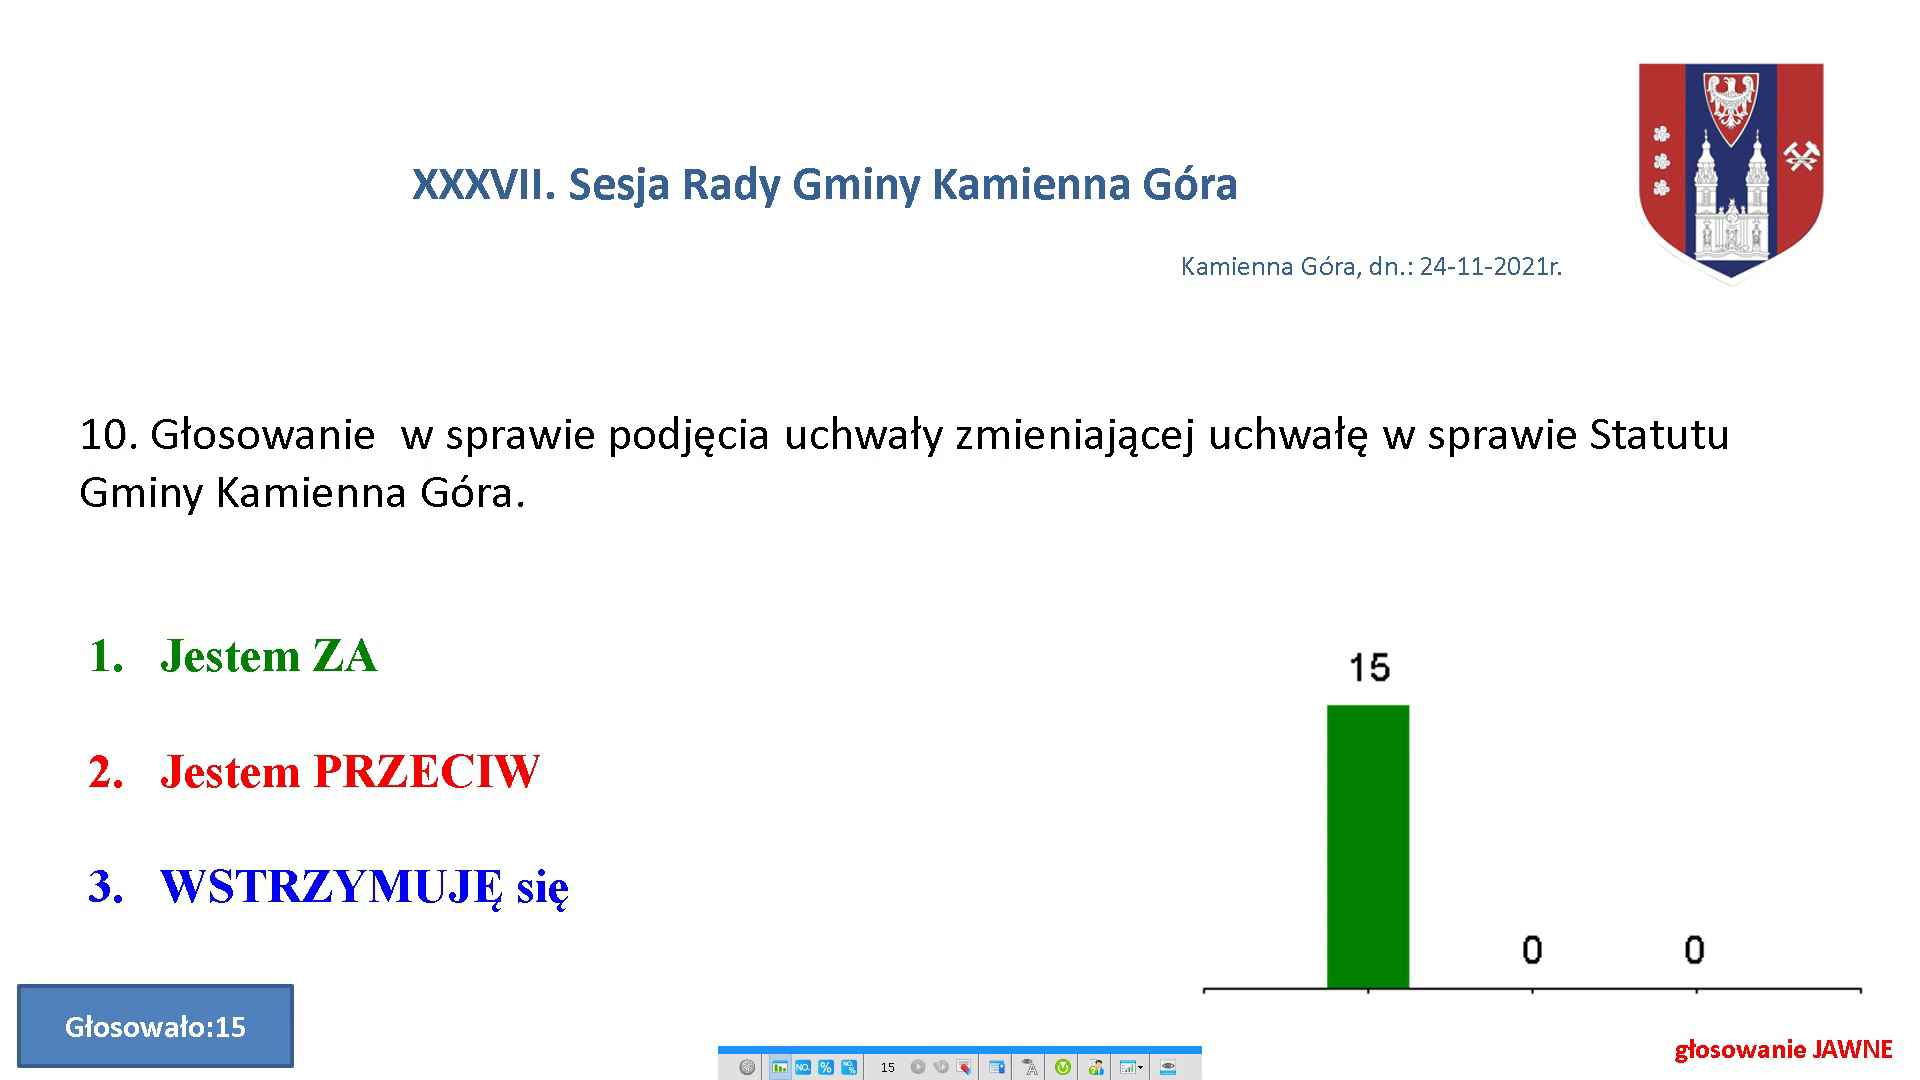 XXXVII. Sesja Rady Gminy Kamienna Góra
Kamienna Góra, dn.: 24-11-2021r.
10. Głosowanie w sprawie podjęcia uchwały zmieniającej uchwałę w sprawie Statutu
Gminy Kamienna Góra.
1. Jestem ZA
2. Jestem PRZECIW
3. WSTRZYMUJĘ się
15
0
0
Głosowało:15
głosowanie JAWNE
NO. % NO. % 15